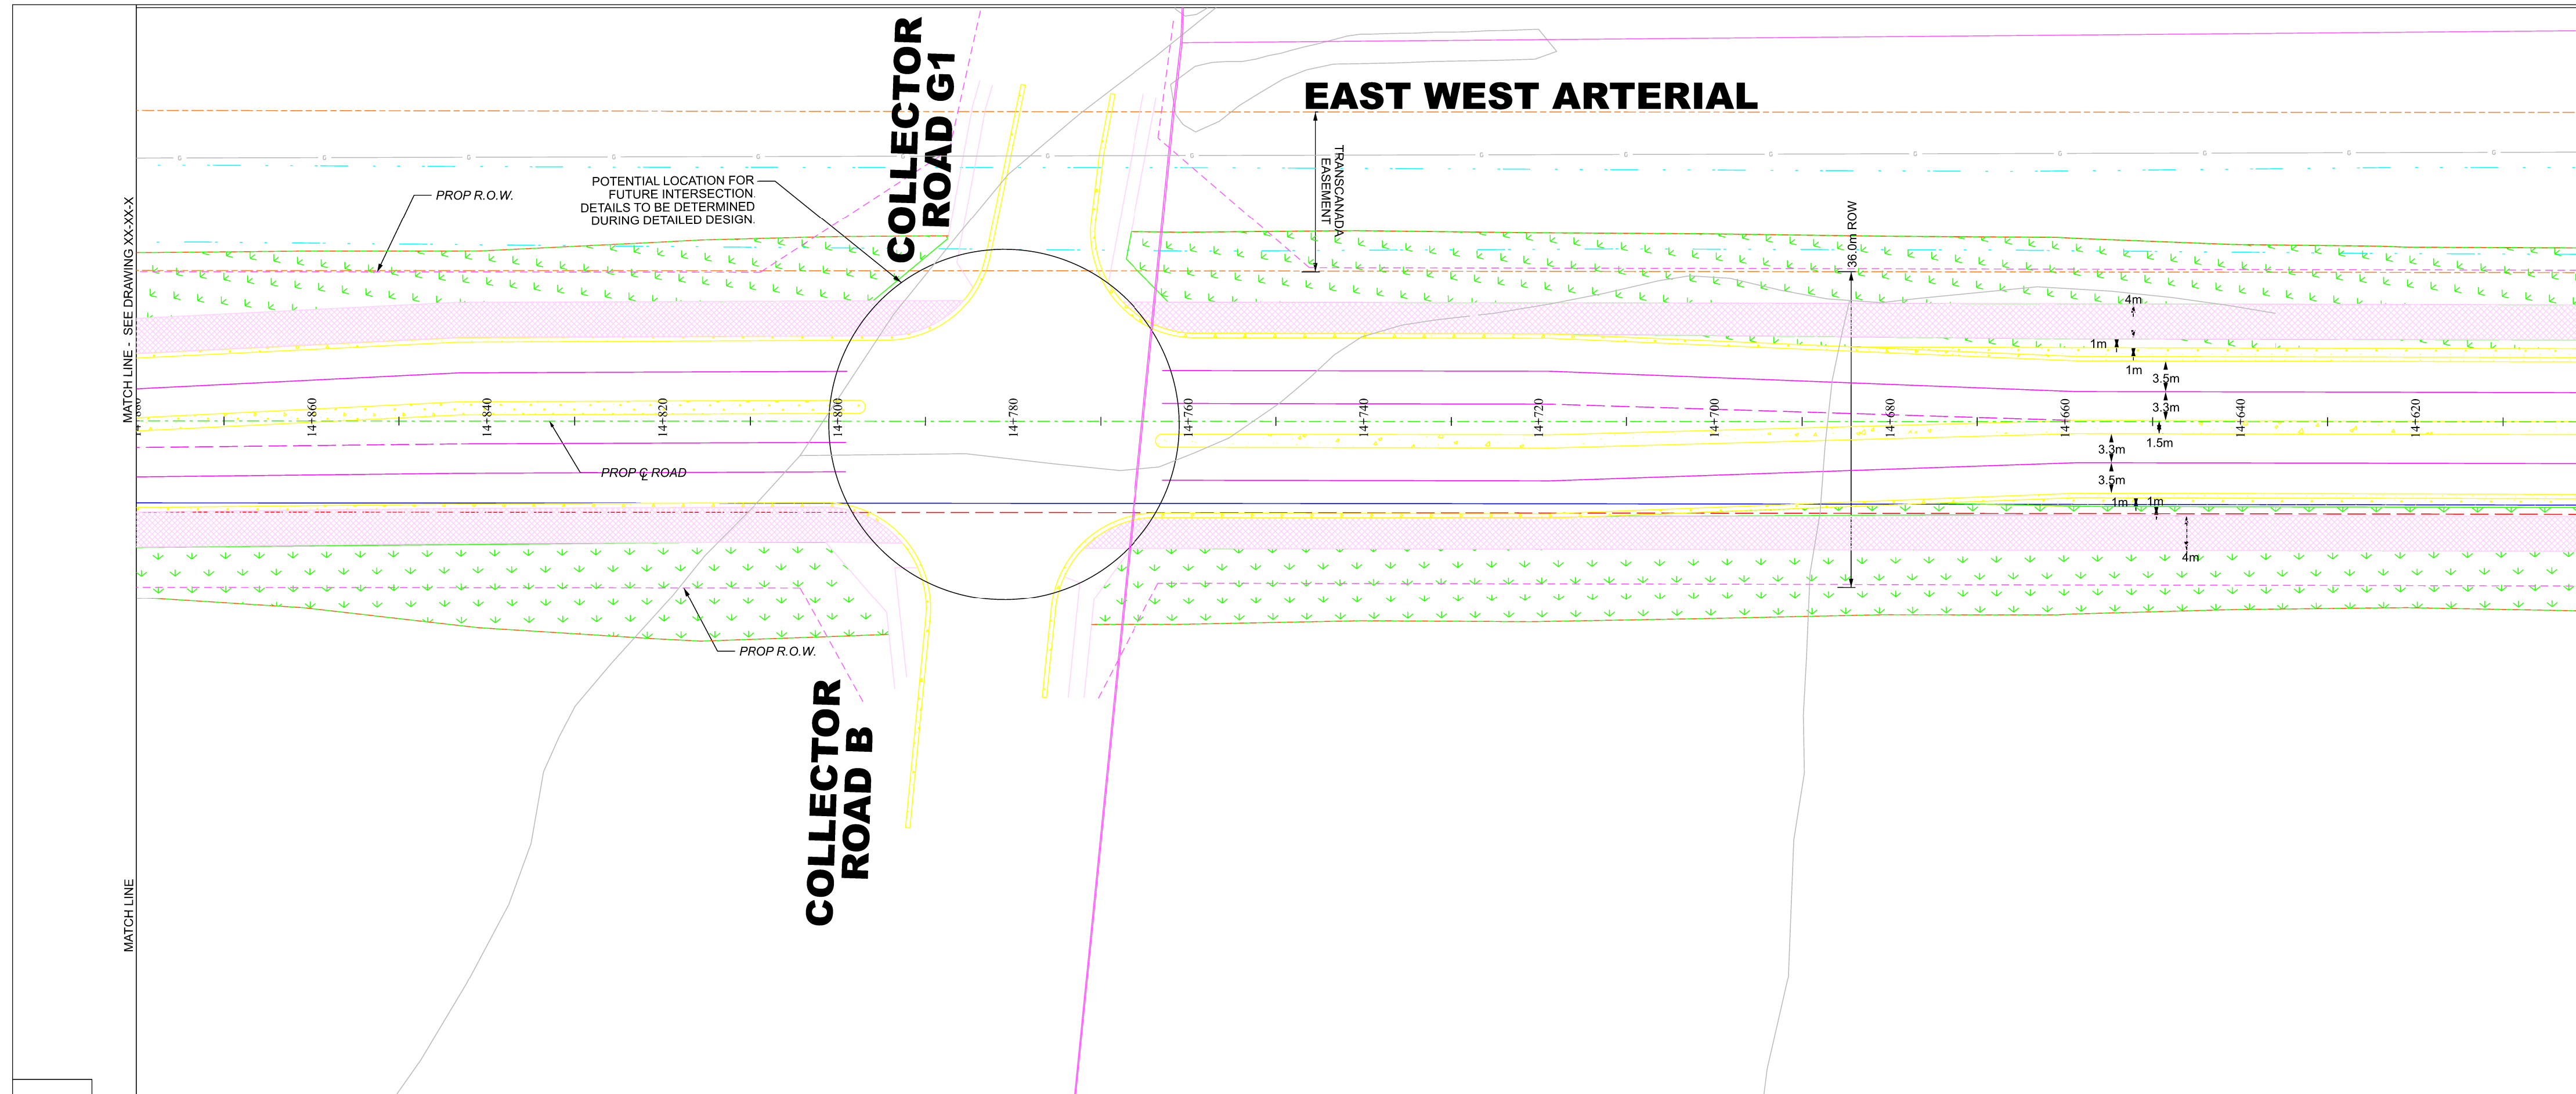 COLLECTOR
ROAD G1
EAST WEST ARTERIAL
TRANSCANADA
EASEMENT
MATCH LINE - SEE DRAWING XX-XX-X
PROP R.O.W.
POTENTIAL LOCATION FOR
FUTURE INTERSECTION.
DETAILS TO BE DETERMINED
DURING DETAILED DESIGN.
G G G G G G G G G G G G G G G
36.0m ROW
4m
1m
1m
3.5m
3.3m
14+860
14+840
14+820
14+800
14+780
14+760
14+740
14+720
14+700
14+680
14+660
14+640
14+620
1.5m
3.3m
3.5m
1m
1m
4m
PROP ℄ ROAD
PROP R.O.W.
COLLECTOR
ROAD B
MATCH LINE